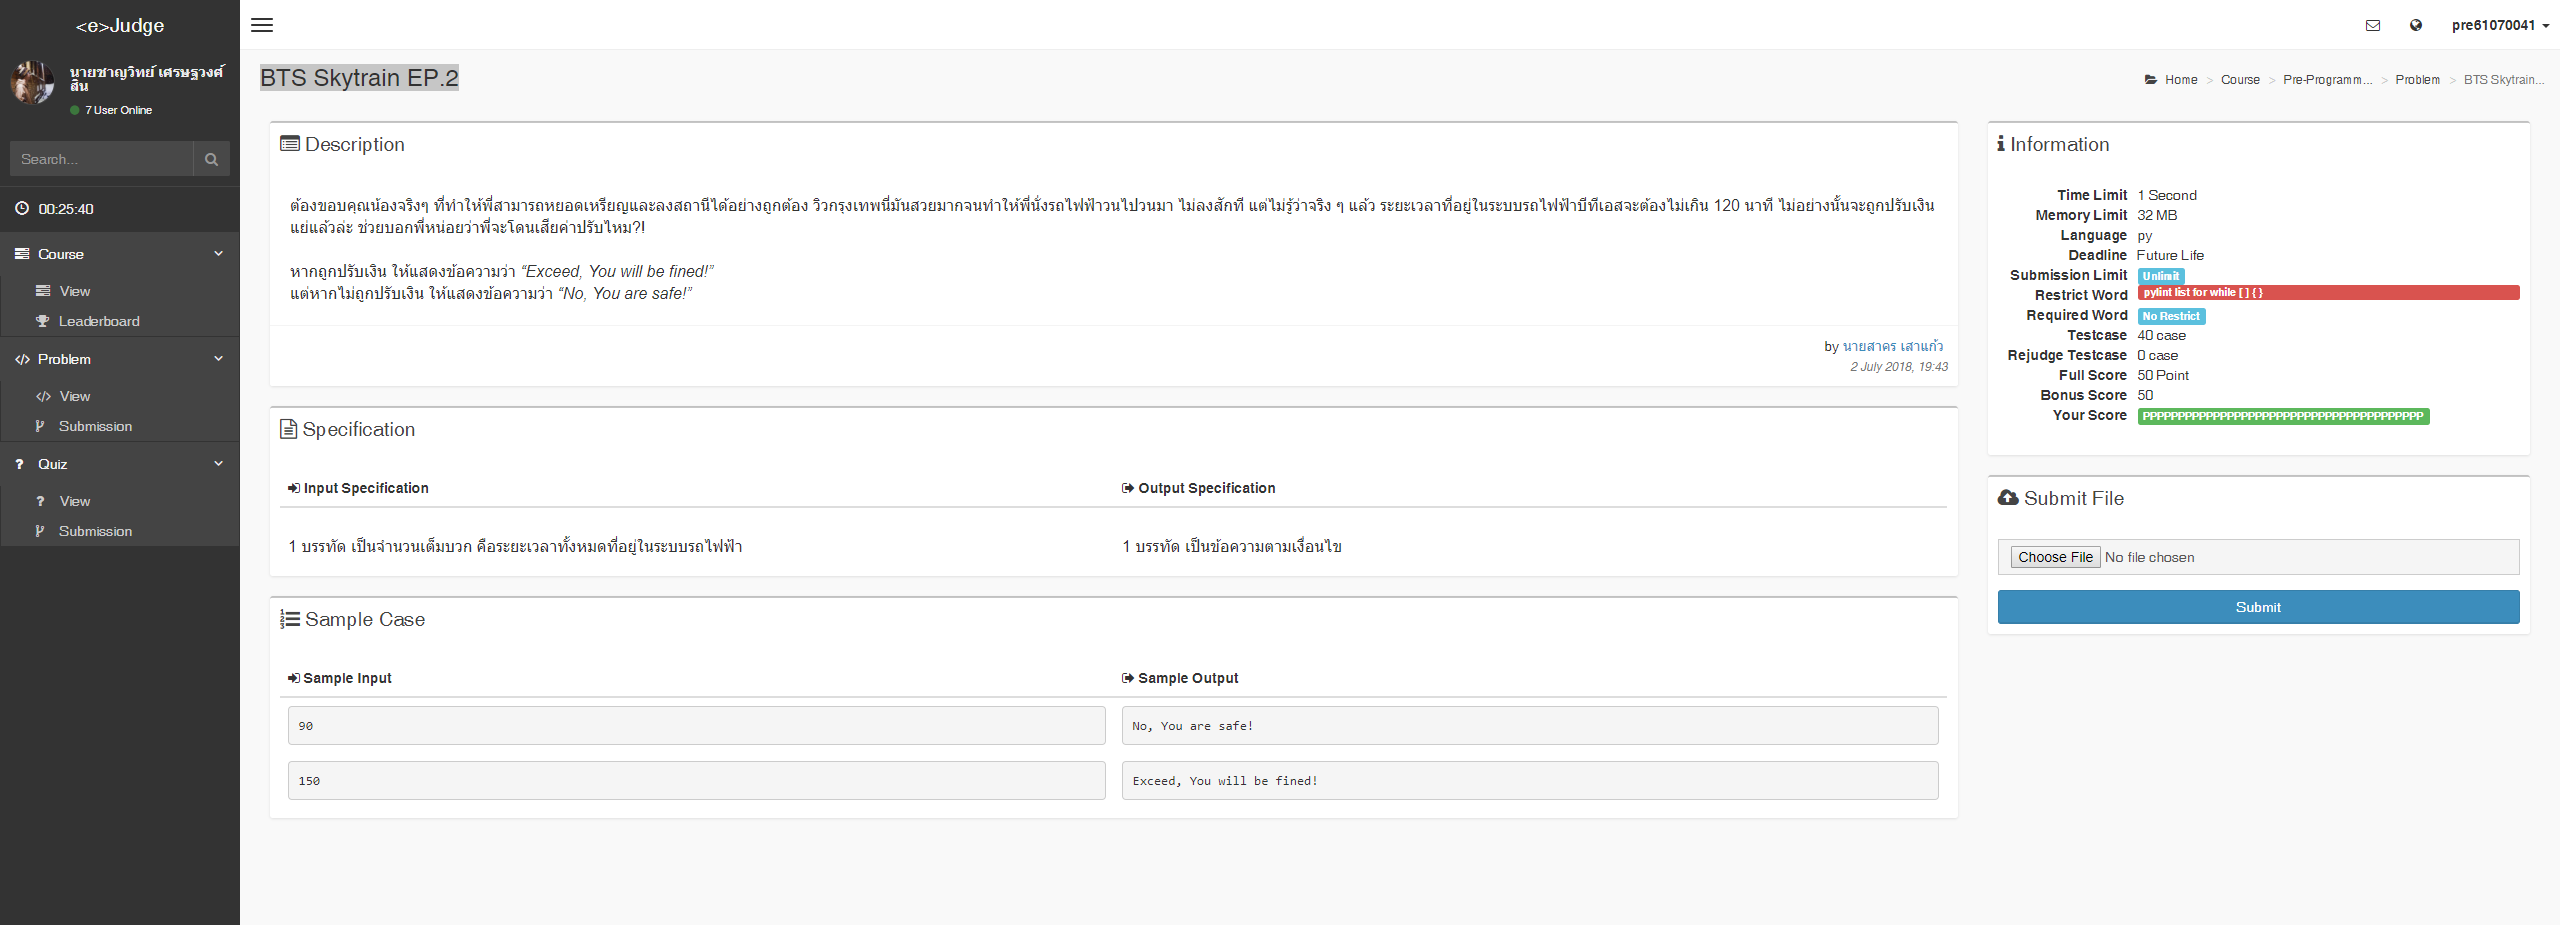 <e>Judge
นายชาญวิทย์ เศรษฐวงศ์
สิน
7 User Online
Search...
00:25:40
Course
View
Leaderboard
Problem
View
Submission
Quiz
View
Submission
pre61070041
BTS Skytrain EP.2
Home > Course > Pre-Programm... > Problem > BTS Skytrain...
Description
ต้องขอบคุณน้องจริงๆ ที่ทำให้พี่สามารถหยอดเหรียญและลงสถานีได้อย่างถูกต้อง วิวกรุงเทพนี่มันสวยมากจนทำให้พี่นั่งรถไฟฟ้าวนไปวนมา ไม่ลงสักที แต่ไม่รู้ว่าจริง ๆ แล้ว ระยะเวลาที่อยู่ในระบบรถไฟฟ้าบีทีเอสจะต้องไม่เกิน 120 นาที ไม่อย่างนั้นจะถูกปรับเงิน
แย่แล้วล่ะ ช่วยบอกพี่หน่อยว่าพี่จะโดนเสียค่าปรับไหม?!
หากถูกปรับเงิน ให้แสดงข้อความว่า “Exceed, You will be fined!”
แต่หากไม่ถูกปรับเงิน ให้แสดงข้อความว่า “No, You are safe!”
by นายสาคร เสาแก้ว
2 July 2018, 19:43
Specification
Input Specification
Output Specification
1 บรรทัด เป็นจำนวนเต็มบวก คือระยะเวลาทั้งหมดที่อยู่ในระบบรถไฟฟ้า
1 บรรทัด เป็นข้อความตามเงื่อนไข
Sample Case
Sample Input
Sample Output
90
No, You are safe!
150
Exceed, You will be fined!
Information
Time Limit 1 Second
Memory Limit 32 MB
Language py
Deadline Future Life
Submission Limit Unlimit
Restrict Word pylint list for while [ ] { }
Required Word No Restrict
Testcase 40 case
Rejudge Testcase 0 case
Full Score 50 Point
Bonus Score 50
Your Score PPPPPPPPPPPPPPPPPPPPPPPPPPPPPPPPPPPPPPPP
Submit File
Choose File No file chosen
Submit